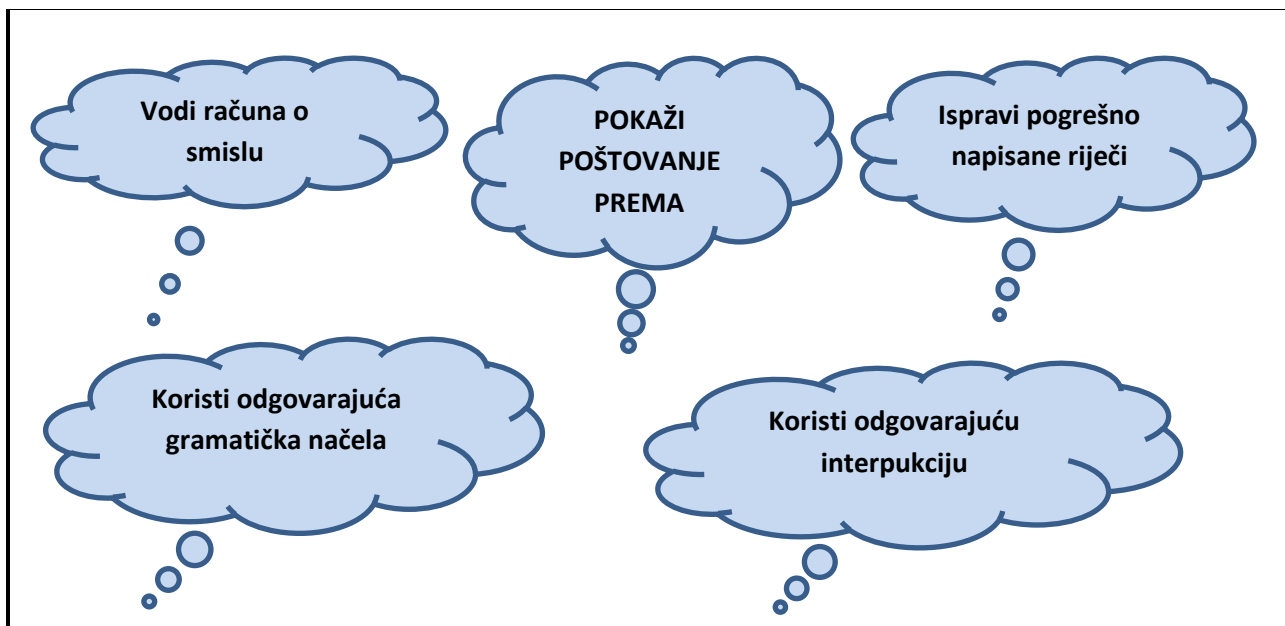 Vodi računa o
smislu
POKAŽI
POŠTOVANJE
PREMA
Ispravi pogrešno
napisane riječi
Koristi odgovarajuća
gramatička načela
Koristi odgovarajuću
interpukciju